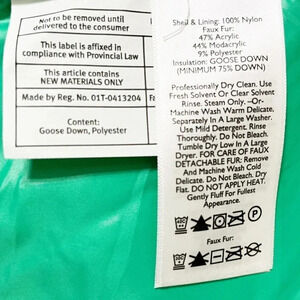 Not to be removed until
delivered to the consumer
This label is affixed in
compliance with Provincial Law
This article contains
NEW MATERIALS ONLY
Made by Reg. No. 01T-0413204
Content:
Goose Down, Polyester
Shell & Lining: 100% Nylon
Faux Fur:
47% Acrylic
44% Modacrylic
9% Polyester
Insulation: GOOSE DOWN
(MINIMUM 75% DOWN)
Professionally Dry Clean. Use
Fresh Solvent Or Clear Solvent
Rinse. Steam Only. –Or–
Machine Wash Warm Delicate,
Separately In A Large Washer.
Use Mild Detergent. Rinse
Thoroughly. Do Not Bleach.
Tumble Dry Low In A Large
Dryer. FOR CARE OF FAUX
DETACHABLE FUR: Remove
And Machine Wash Cold
Delicate. Do Not Bleach. Dry
Flat. DO NOT APPLY HEAT.
Gently Fluff For Fullest
Appearance.
Faux Fur: